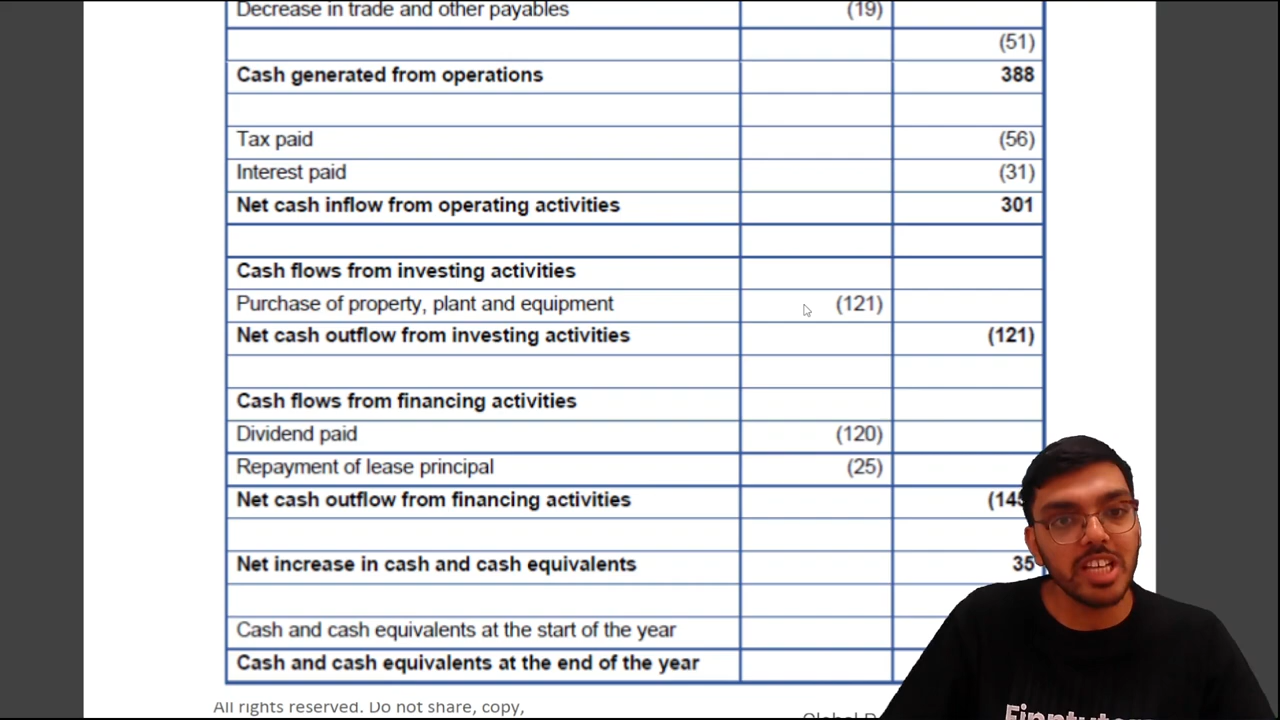 Decrease in trade and other payables (19)
(51)
Cash generated from operations 388
Tax paid (56)
Interest paid (31)
Net cash inflow from operating activities 301
Cash flows from investing activities
Purchase of property, plant and equipment (121)
Net cash outflow from investing activities (121)
Cash flows from financing activities
Dividend paid (120)
Repayment of lease principal (25)
Net cash outflow from financing activities
Net increase in cash and cash equivalents 35
Cash and cash equivalents at the start of the year
Cash and cash equivalents at the end of the year
All rights reserved. Do not share, copy,